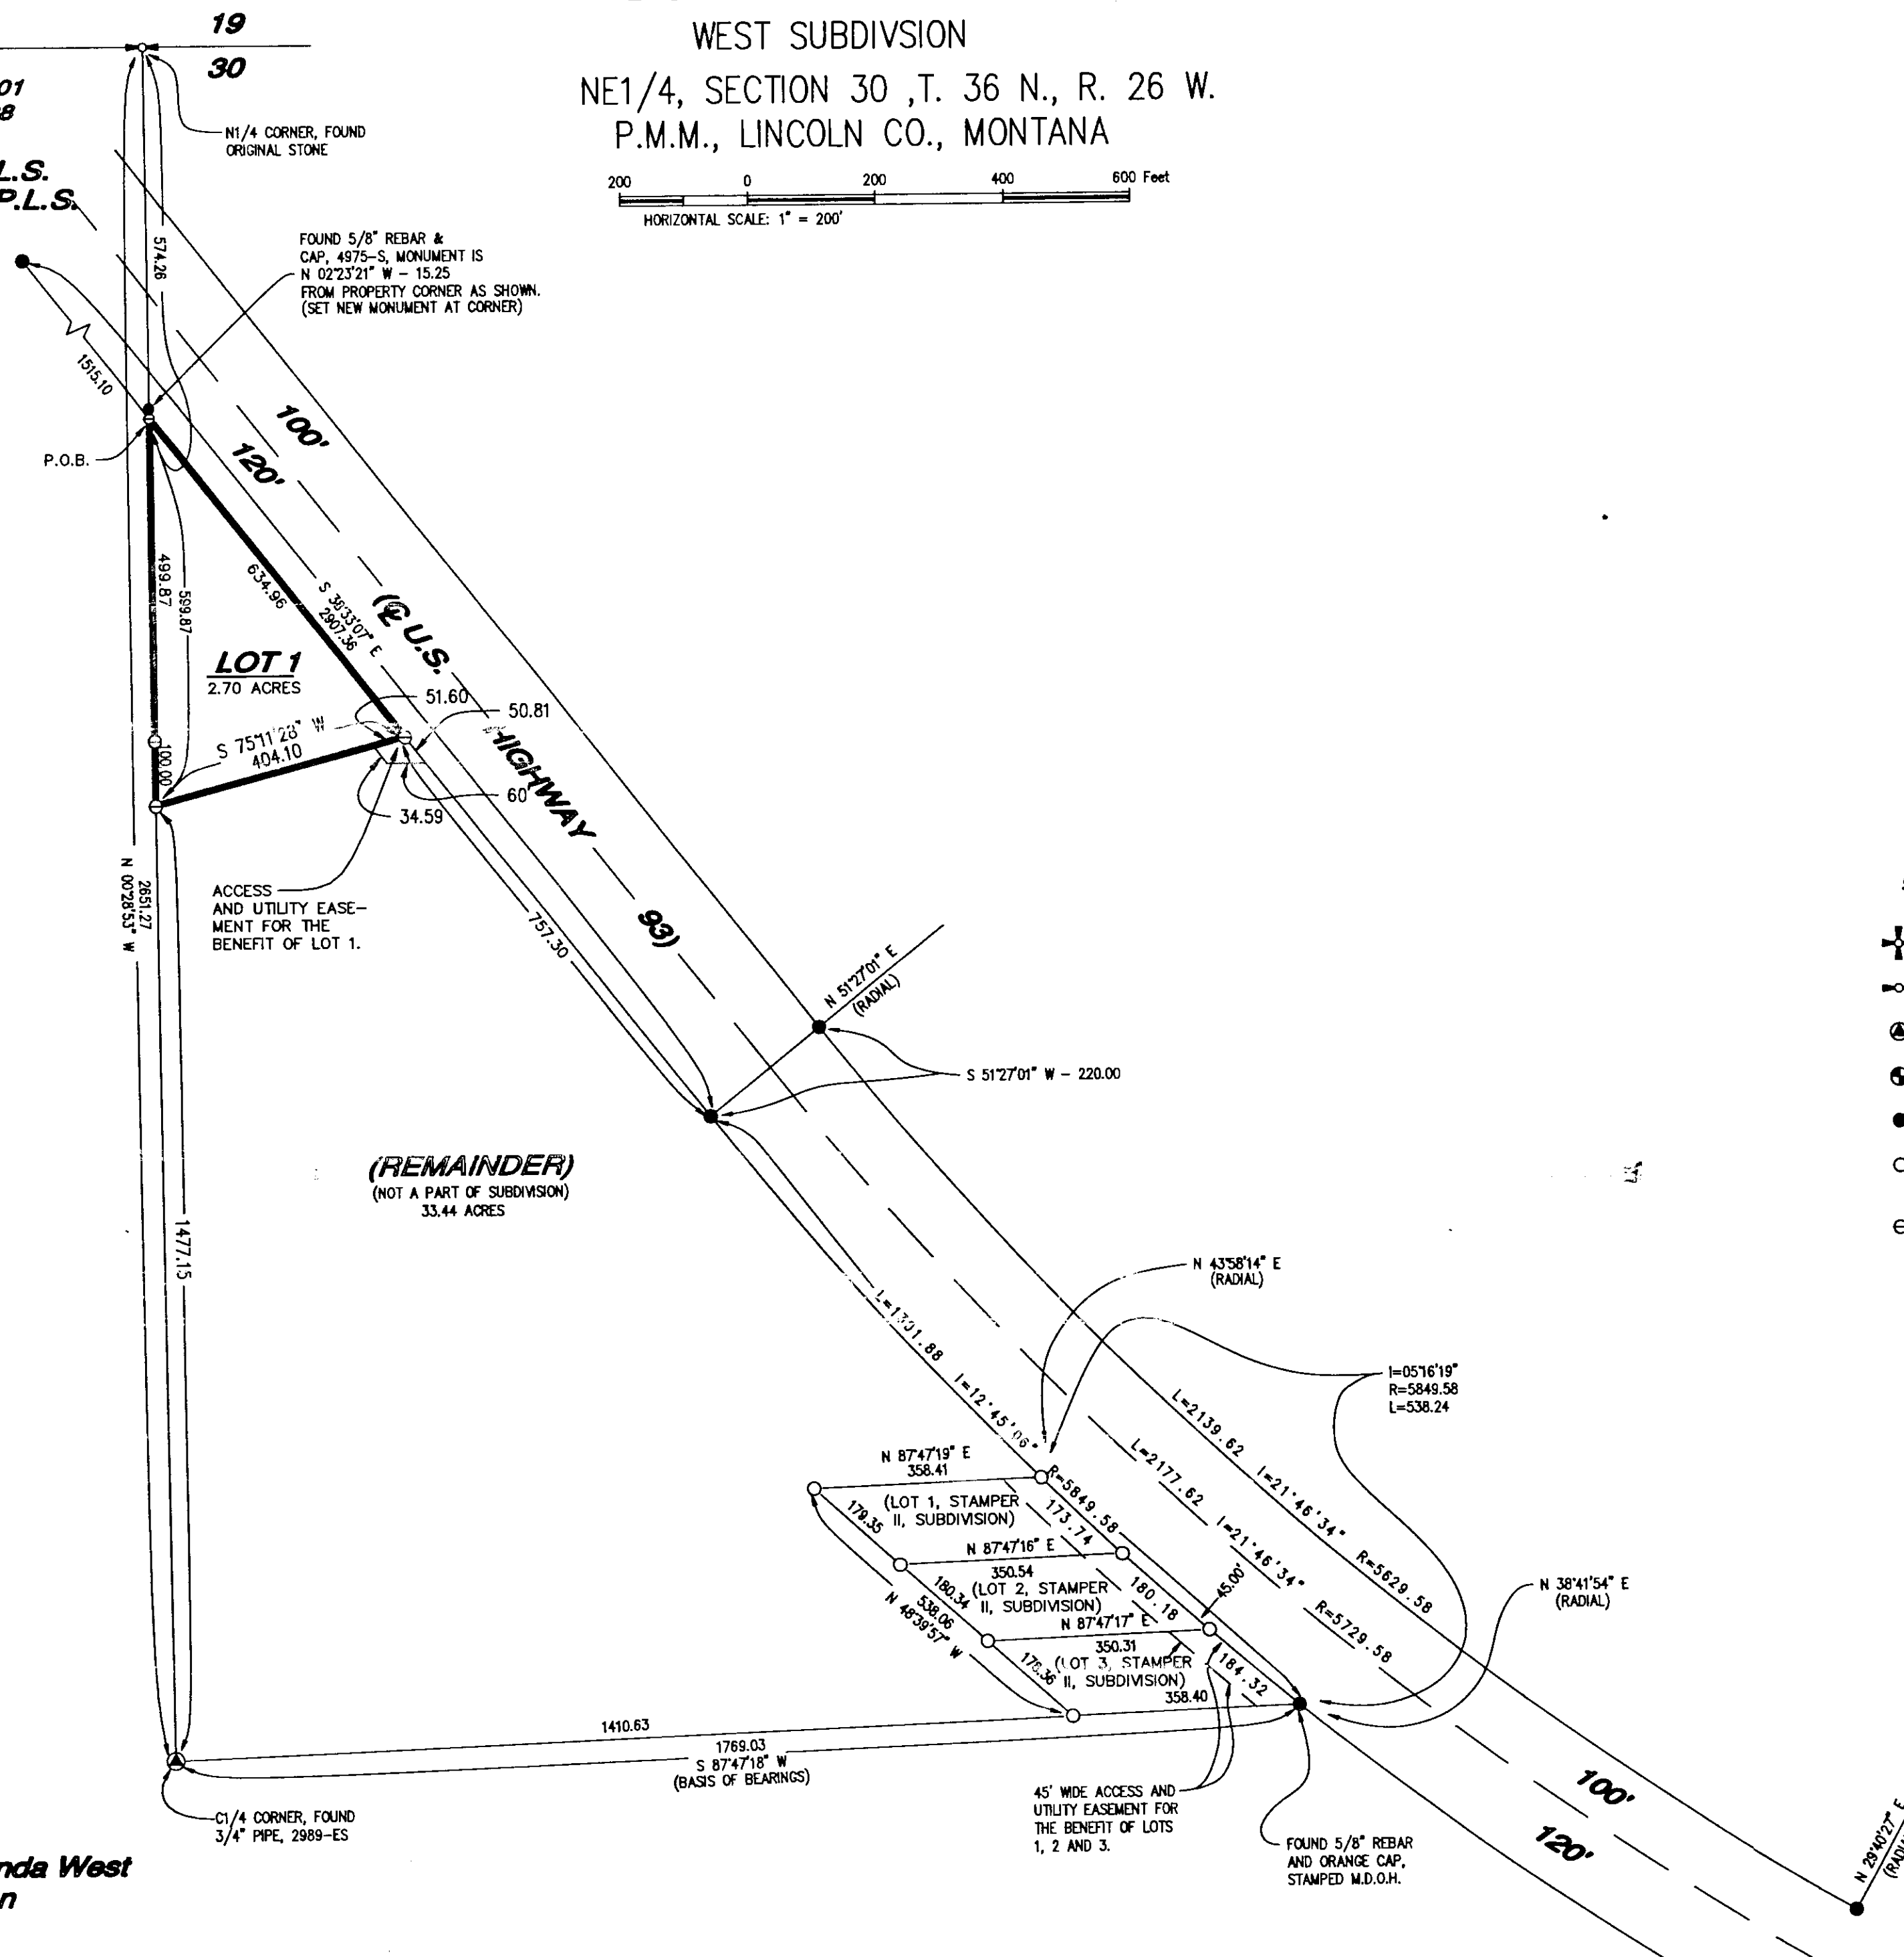 WEST SUBDIVSION
NE1/4, SECTION 30 ,T. 36 N., R. 26 W.
P.M.M., LINCOLN CO., MONTANA
200 0 200 400 600 Feet
HORIZONTAL SCALE: 1" = 200'
19
30
01
8
L.S.
P.L.S.
N1/4 CORNER, FOUND
ORIGINAL STONE
574.26
FOUND 5/8" REBAR &
CAP, 4975-S, MONUMENT IS
N 02°23'21" W - 15.25
FROM PROPERTY CORNER AS SHOWN.
(SET NEW MONUMENT AT CORNER)
1515.10
P.O.B.
100'
120'
(℄ U.S. HIGHWAY 93)
499.87
599.87
634.96
S 38°33'07" E
2907.36
LOT 1
2.70 ACRES
51.60
50.81
S 75°11'28" W
404.10
100.00
60'
34.59
ACCESS
AND UTILITY EASE-
MENT FOR THE
BENEFIT OF LOT 1.
2651.27
N 00°28'53" W
757.30
N 51°27'01" E
(RADIAL)
S 51°27'01" W - 220.00
(REMAINDER)
(NOT A PART OF SUBDIVISION)
33.44 ACRES
1477.15
N 43°58'14" E
(RADIAL)
L=1301.88 I=12°45'06" R=5849.58
I=05°16'19"
R=5849.58
L=538.24
L=2139.62 I=21°46'34" R=5629.58
L=2177.62 I=21°46'34" R=5729.58
N 87°47'19" E
358.41
(LOT 1, STAMPER
II, SUBDIVISION)
179.35
173.74
N 87°47'16" E
350.54
(LOT 2, STAMPER
II, SUBDIVISION)
180.34
180.18
45.00'
538.06
N 48°39'57" W
N 87°47'17" E
350.31
(LOT 3, STAMPER
II, SUBDIVISION)
178.36
184.32
358.40
N 38°41'54" E
(RADIAL)
1410.63
1769.03
S 87°47'18" W
(BASIS OF BEARINGS)
C1/4 CORNER, FOUND
3/4" PIPE, 2989-ES
45' WIDE ACCESS AND
UTILITY EASEMENT FOR
THE BENEFIT OF LOTS
1, 2 AND 3.
FOUND 5/8" REBAR
AND ORANGE CAP,
STAMPED M.D.O.H.
100'
120'
N 29°40'27" E
nda West
n